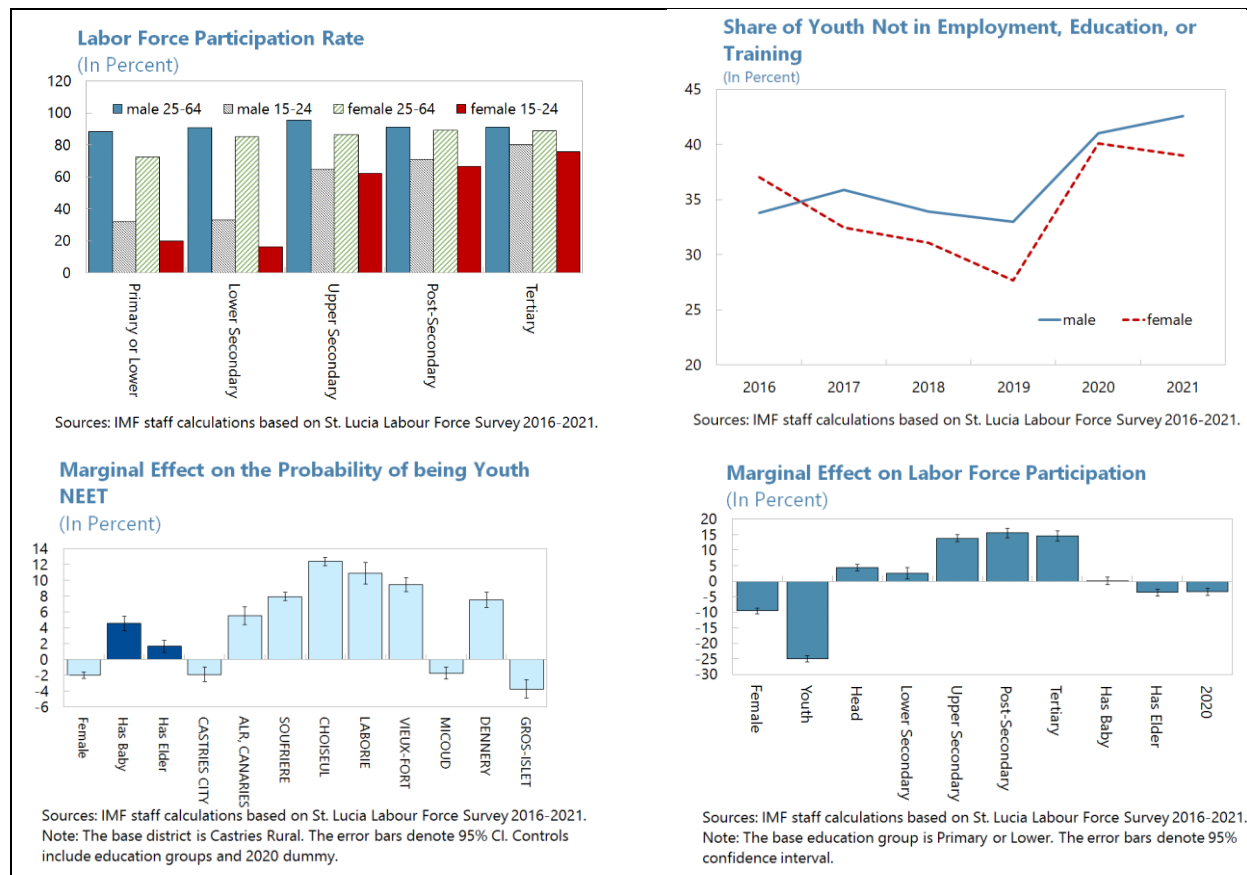 Labor Force Participation Rate
(In Percent)
120
100
80
60
40
20
0
male 25-64
male 15-24
female 25-64
female 15-24
Primary or Lower
Lower Secondary
Upper Secondary
Post-Secondary
Tertiary
Sources: IMF staff calculations based on St. Lucia Labour Force Survey 2016-2021.
Share of Youth Not in Employment, Education, or
Training
(In Percent)
45
40
35
30
25
20
male
female
2016
2017
2018
2019
2020
2021
Sources: IMF staff calculations based on St. Lucia Labour Force Survey 2016-2021.
Marginal Effect on the Probability of being Youth
NEET
(In Percent)
14
12
10
8
6
4
2
0
-2
-4
-6
Female
Has Baby
Has Elder
CASTRIES CITY
ALR, CANARIES
SOUFRIERE
CHOISEUL
LABORIE
VIEUX-FORT
MICOUD
DENNERY
GROS-ISLET
Sources: IMF staff calculations based on St. Lucia Labour Force Survey 2016-2021.
Note: The base district is Castries Rural. The error bars denote 95% CI. Controls
include education groups and 2020 dummy.
Marginal Effect on Labor Force Participation
(In Percent)
20
15
10
5
0
-5
-10
-15
-20
-25
-30
Female
Youth
Head
Lower Secondary
Upper Secondary
Post-Secondary
Tertiary
Has Baby
Has Elder
2020
Sources: IMF staff calculations based on St. Lucia Labour Force Survey 2016-2021.
Note: The base education group is Primary or Lower. The error bars denote 95%
confidence interval.